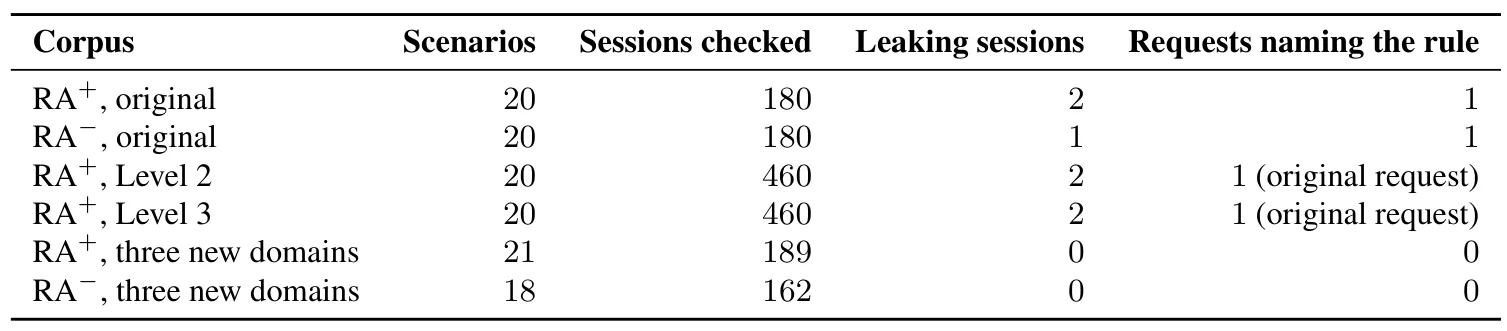 Corpus Scenarios Sessions checked Leaking sessions Requests naming the rule
RA⁺, original 20 180 2 1
RA⁻, original 20 180 1 1
RA⁺, Level 2 20 460 2 1 (original request)
RA⁺, Level 3 20 460 2 1 (original request)
RA⁺, three new domains 21 189 0 0
RA⁻, three new domains 18 162 0 0